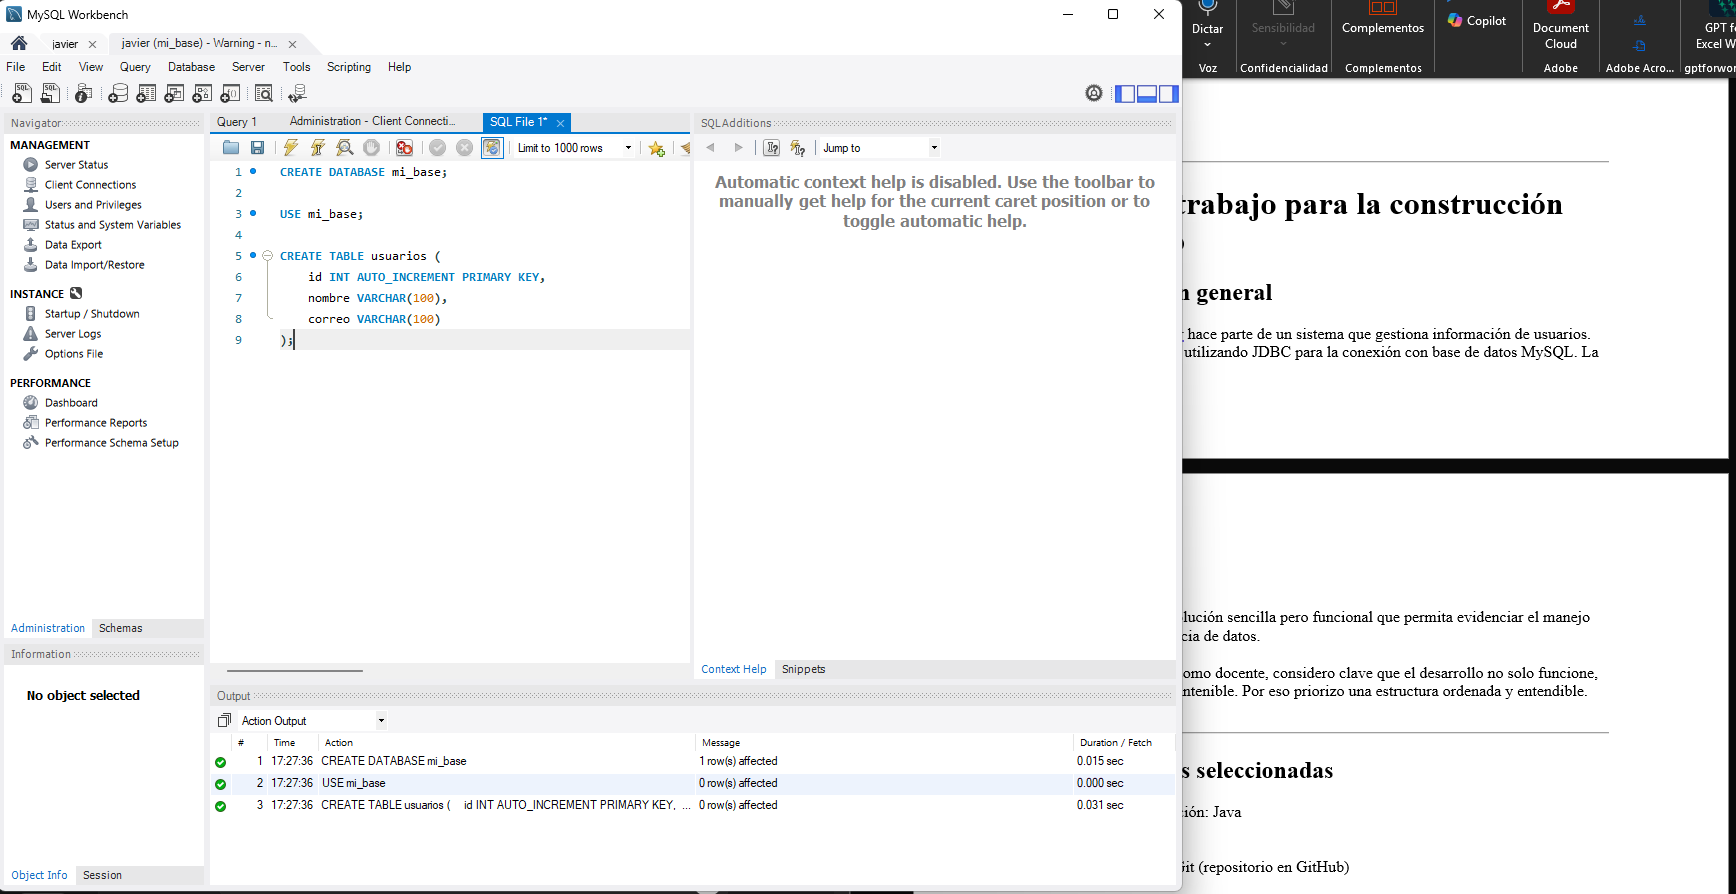 MySQL Workbench
javier
javier (mi_base) - Warning - n...
File Edit View Query Database Server Tools Scripting Help
Navigator
MANAGEMENT
Server Status
Client Connections
Users and Privileges
Status and System Variables
Data Export
Data Import/Restore
INSTANCE
Startup / Shutdown
Server Logs
Options File
PERFORMANCE
Dashboard
Performance Reports
Performance Schema Setup
Administration Schemas
Information
No object selected
Object Info Session
Query 1 Administration - Client Connecti... SQL File 1*
Limit to 1000 rows
1 CREATE DATABASE mi_base;
2
3 USE mi_base;
4
5 CREATE TABLE usuarios (
6 id INT AUTO_INCREMENT PRIMARY KEY,
7 nombre VARCHAR(100),
8 correo VARCHAR(100)
9 );
SQLAdditions
Jump to
Automatic context help is disabled. Use the toolbar to
manually get help for the current caret position or to
toggle automatic help.
Context Help Snippets
Output
Action Output
# Time Action Message Duration / Fetch
1 17:27:36 CREATE DATABASE mi_base 1 row(s) affected 0.015 sec
2 17:27:36 USE mi_base 0 row(s) affected 0.000 sec
3 17:27:36 CREATE TABLE usuarios ( id INT AUTO_INCREMENT PRIMARY KEY, ... 0 row(s) affected 0.031 sec
Dictar
Voz
Sensibilidad
Confidencialidad
Complementos
Complementos
Copilot
Document
Cloud
Adobe
Adobe Acro...
GPT f
Excel W
gptforwor
trabajo para la construcción
n general
hace parte de un sistema que gestiona información de usuarios.
utilizando JDBC para la conexión con base de datos MySQL. La
lución sencilla pero funcional que permita evidenciar el manejo
cia de datos.
omo docente, considero clave que el desarrollo no solo funcione,
ntenible. Por eso priorizo una estructura ordenada y entendible.
s seleccionadas
ión: Java
Git (repositorio en GitHub)